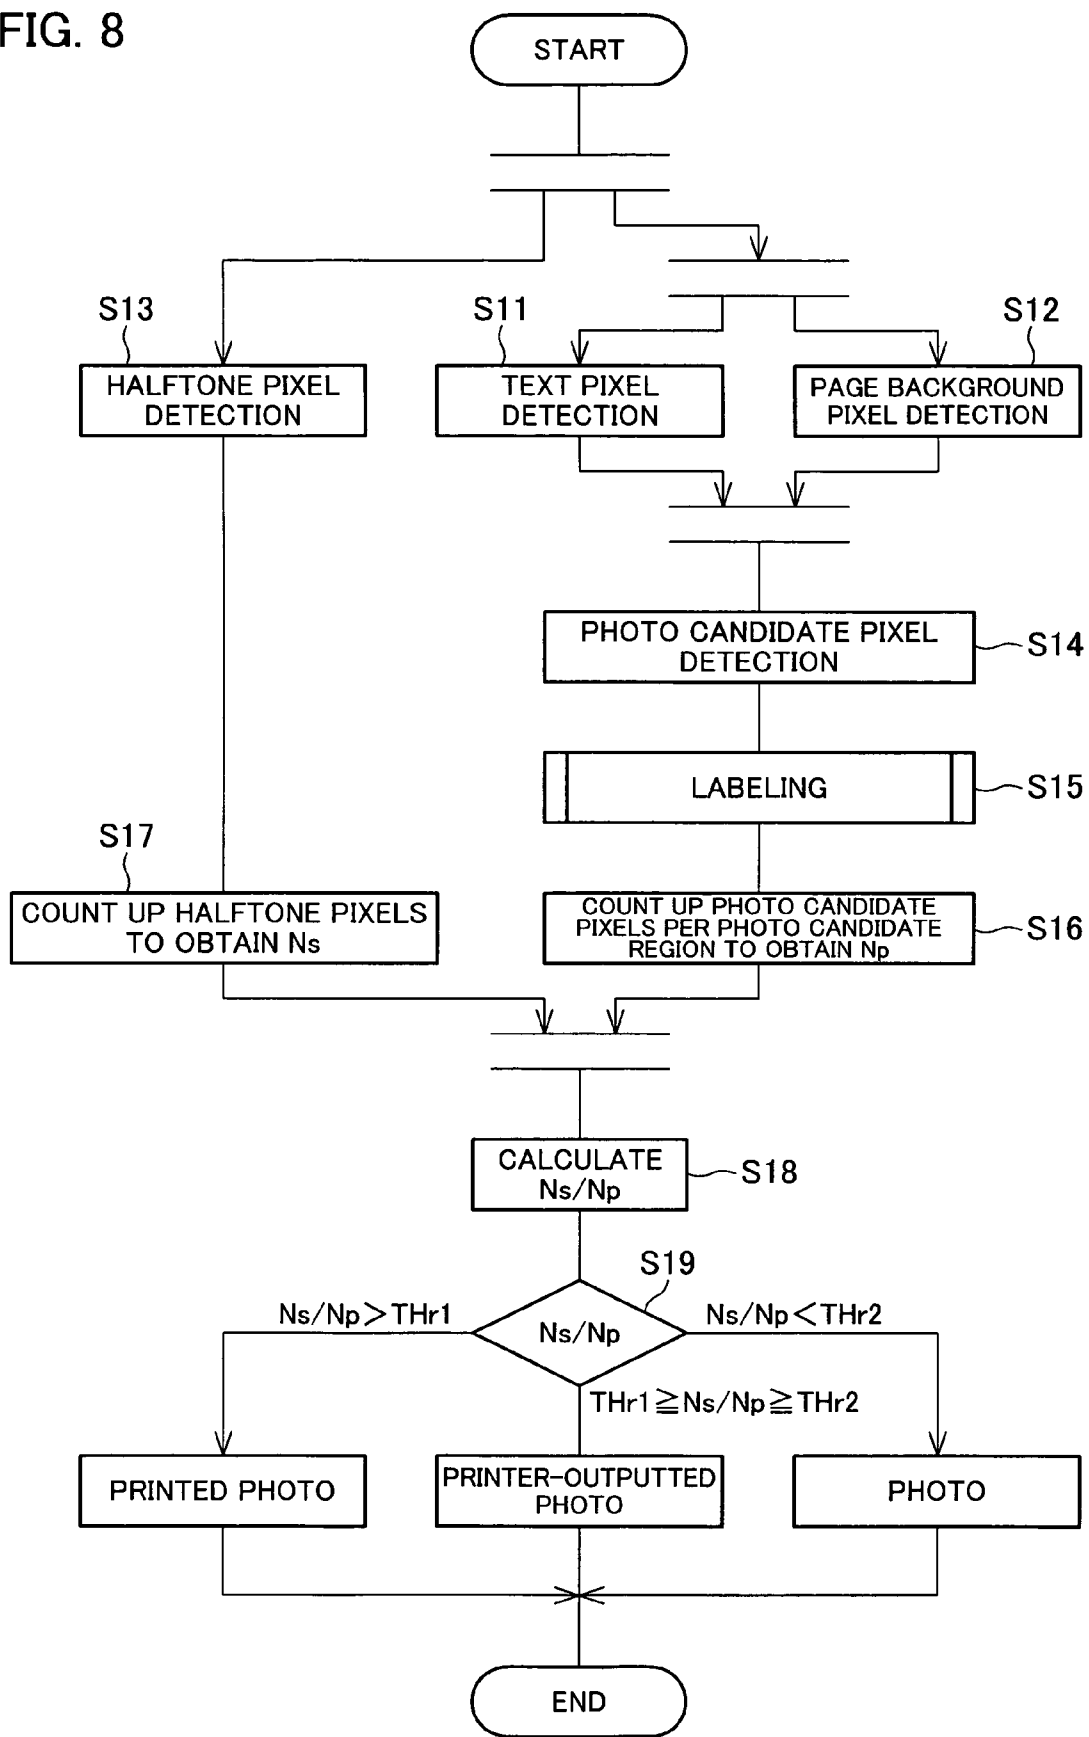 FIG. 8
START
S13
S11
S12
HALFTONE PIXEL
DETECTION
TEXT PIXEL
DETECTION
PAGE BACKGROUND
PIXEL DETECTION
PHOTO CANDIDATE PIXEL
DETECTION
S14
LABELING
S15
S17
COUNT UP HALFTONE PIXELS
TO OBTAIN Ns
COUNT UP PHOTO CANDIDATE
PIXELS PER PHOTO CANDIDATE
REGION TO OBTAIN Np
S16
CALCULATE
Ns/Np
S18
S19
Ns/Np>THr1
Ns/Np
Ns/Np<THr2
THr1≧Ns/Np≧THr2
PRINTED PHOTO
PRINTER-OUTPUTTED
PHOTO
PHOTO
END